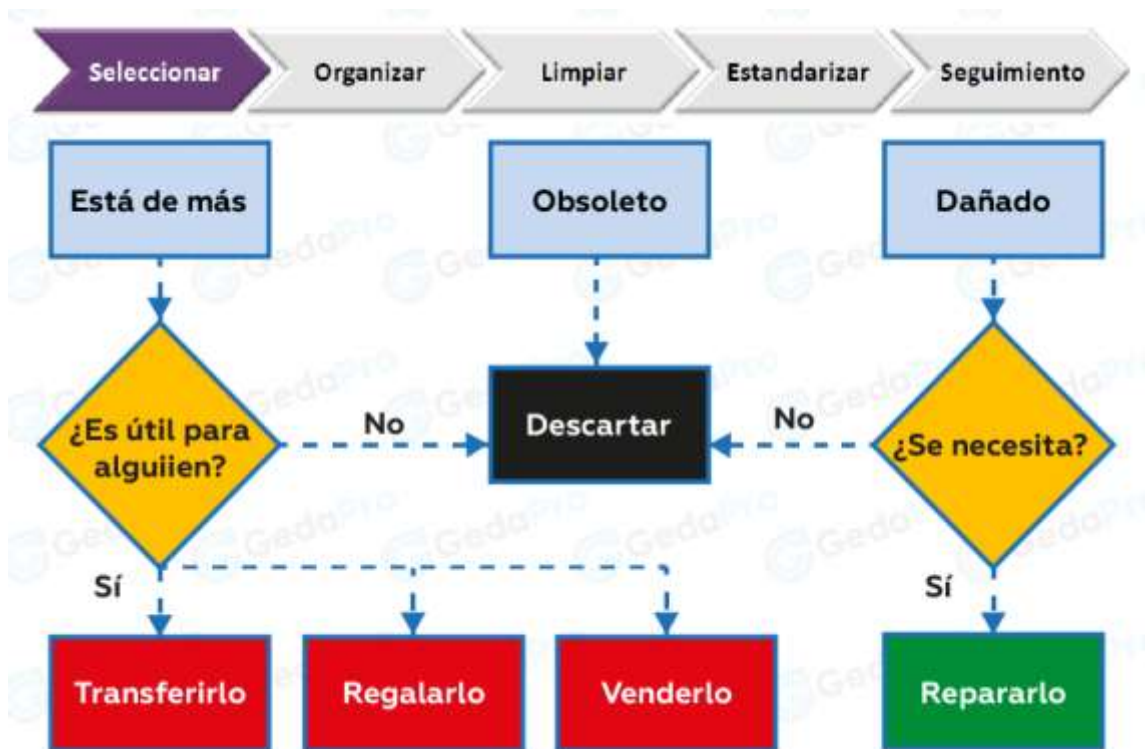 Seleccionar
Organizar
Limpiar
Estandarizar
Seguimiento
Está de más
Obsoleto
Dañado
¿Es útil para
alguiien?
No
Descartar
No
¿Se necesita?
Sí
Sí
Transferirlo
Regalarlo
Venderlo
Repararlo
GedaPro